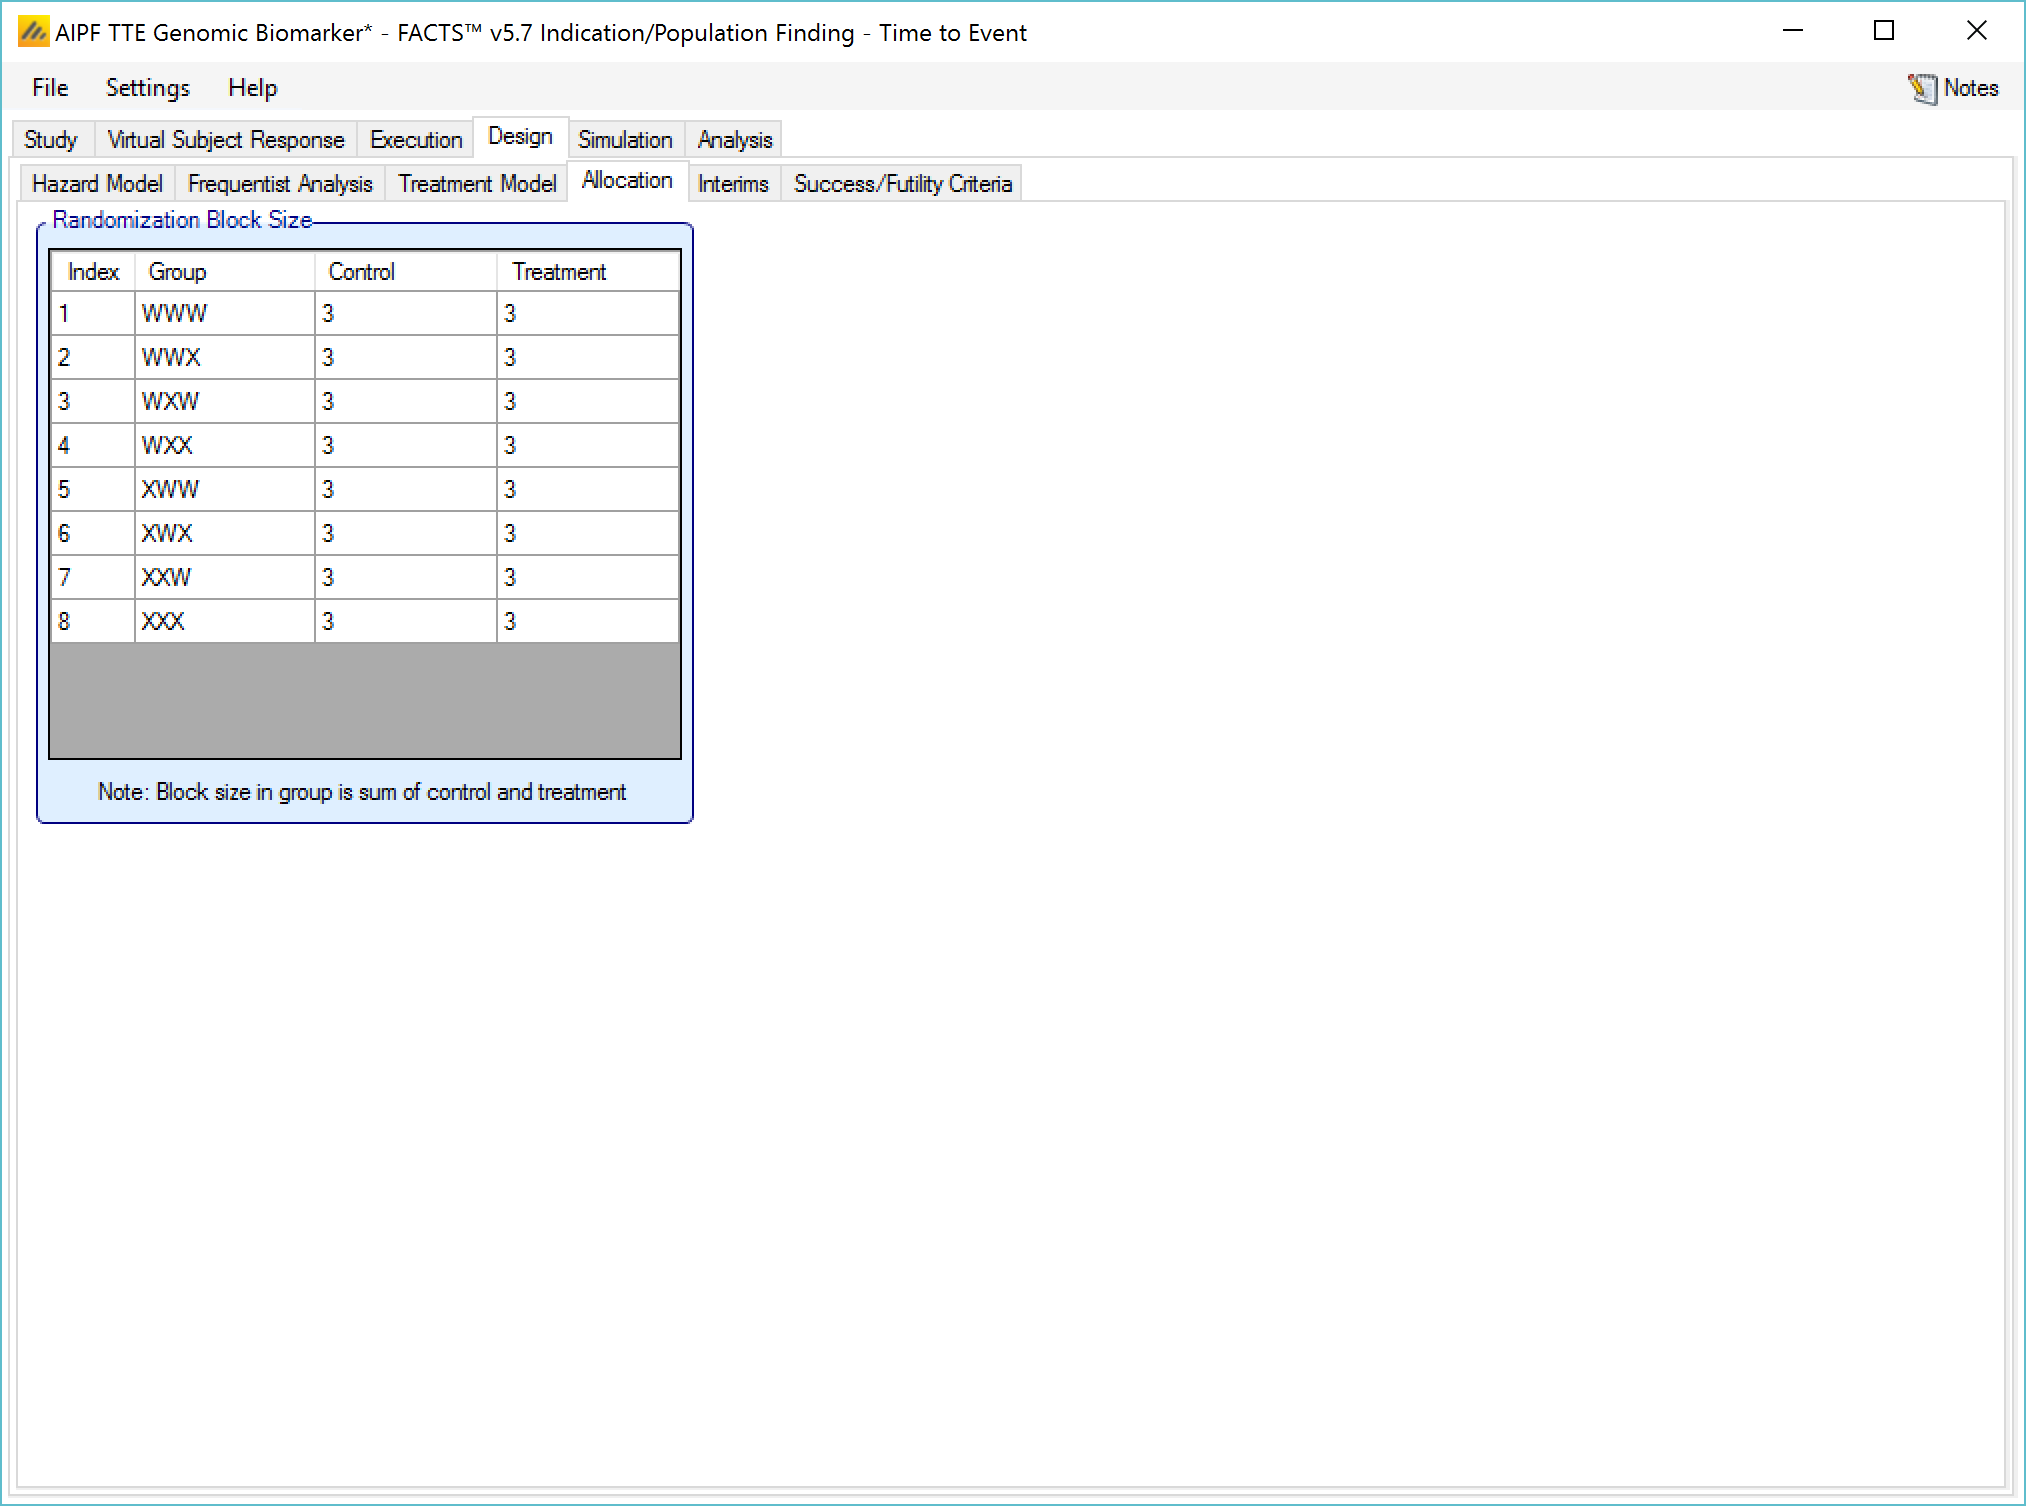 AIPF TTE Genomic Biomarker* - FACTS™ v5.7 Indication/Population Finding - Time to Event
File Settings Help Notes
Study Virtual Subject Response Execution Design Simulation Analysis
Hazard Model Frequentist Analysis Treatment Model Allocation Interims Success/Futility Criteria
Randomization Block Size
Index Group Control Treatment
1 WWW 3 3
2 WWX 3 3
3 WXW 3 3
4 WXX 3 3
5 XWW 3 3
6 XWX 3 3
7 XXW 3 3
8 XXX 3 3
Note: Block size in group is sum of control and treatment